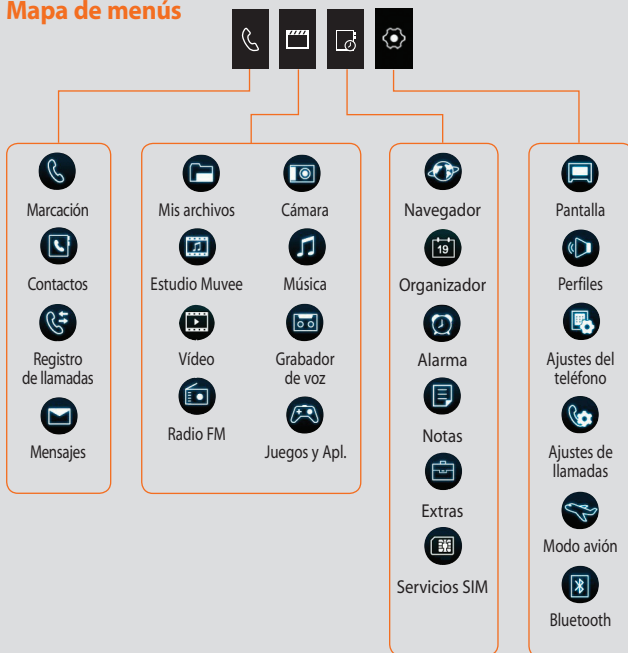 Mapa de menús
Marcación
Contactos
Registro
de llamadas
Mensajes
Mis archivos
Cámara
Estudio Muvee
Música
Vídeo
Grabador
de voz
Radio FM
Juegos y Apl.
Navegador
19
Organizador
Alarma
Notas
Extras
Servicios SIM
Pantalla
Perfiles
Ajustes del
teléfono
Ajustes de
llamadas
Modo avión
Bluetooth